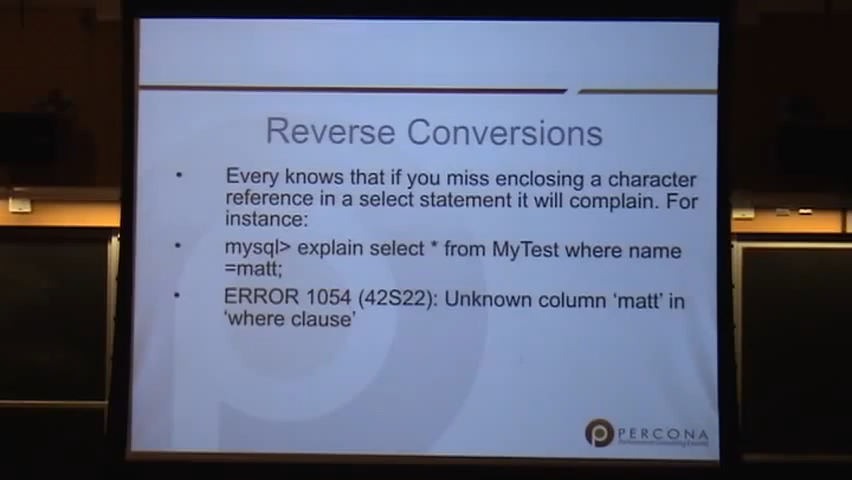 Reverse Conversions
• Every knows that if you miss enclosing a character
reference in a select statement it will complain. For
instance:
• mysql> explain select * from MyTest where name
=matt;
• ERROR 1054 (42S22): Unknown column ‘matt’ in
‘where clause’
PERCONA